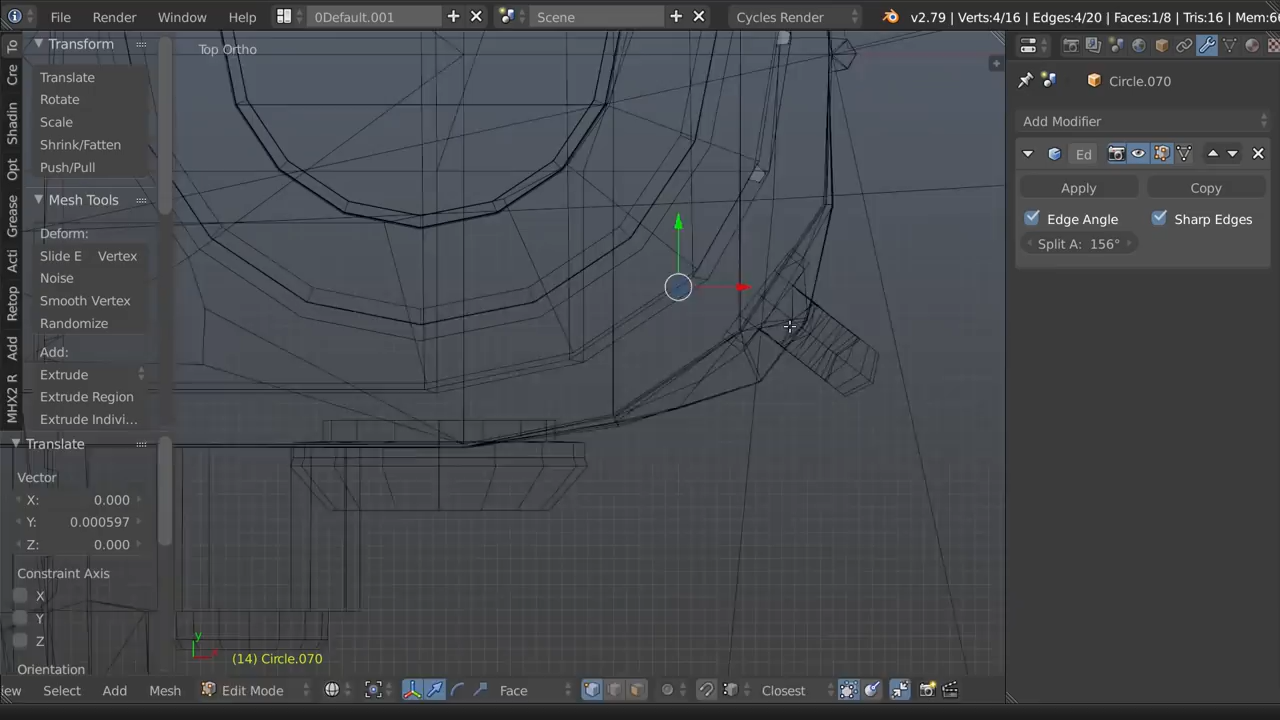 File Render Window Help 0Default.001 Scene Cycles Render v2.79 | Verts:4/16 | Edges:4/20 | Faces:1/8 | Tris:16 | Mem:6
To
Cre
Shadin
Opt
Grease
Acti
Retop
Add
MHX2 R
Transform
Translate
Rotate
Scale
Shrink/Fatten
Push/Pull
Mesh Tools
Deform:
Slide E Vertex
Noise
Smooth Vertex
Randomize
Add:
Extrude
Extrude Region
Extrude Indivi...
Translate
Vector
X: 0.000
Y: 0.000597
Z: 0.000
Constraint Axis
X
Y
Z
Orientation
Top Ortho
y
(14) Circle.070
Circle.070
Add Modifier
Ed
Apply Copy
Edge Angle Sharp Edges
Split A: 156°
iew Select Add Mesh Edit Mode Face Closest